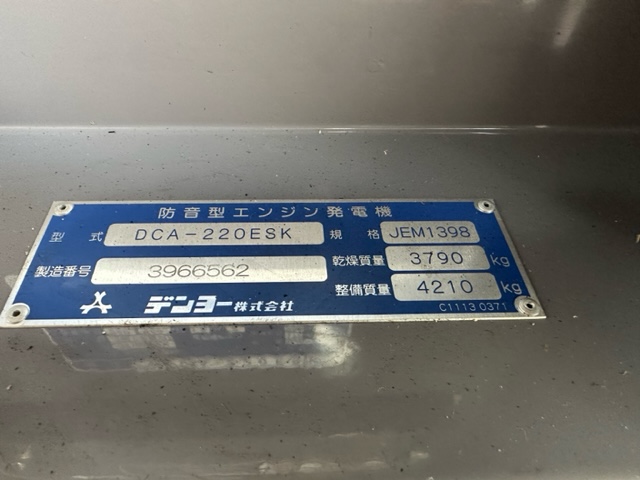 防音型エンジン発電機
型式 DCA-220ESK 規格 JEM1398
製造番号 3966562 乾燥質量 3790 kg
デンヨー株式会社 整備質量 4210 kg
C1113 0371